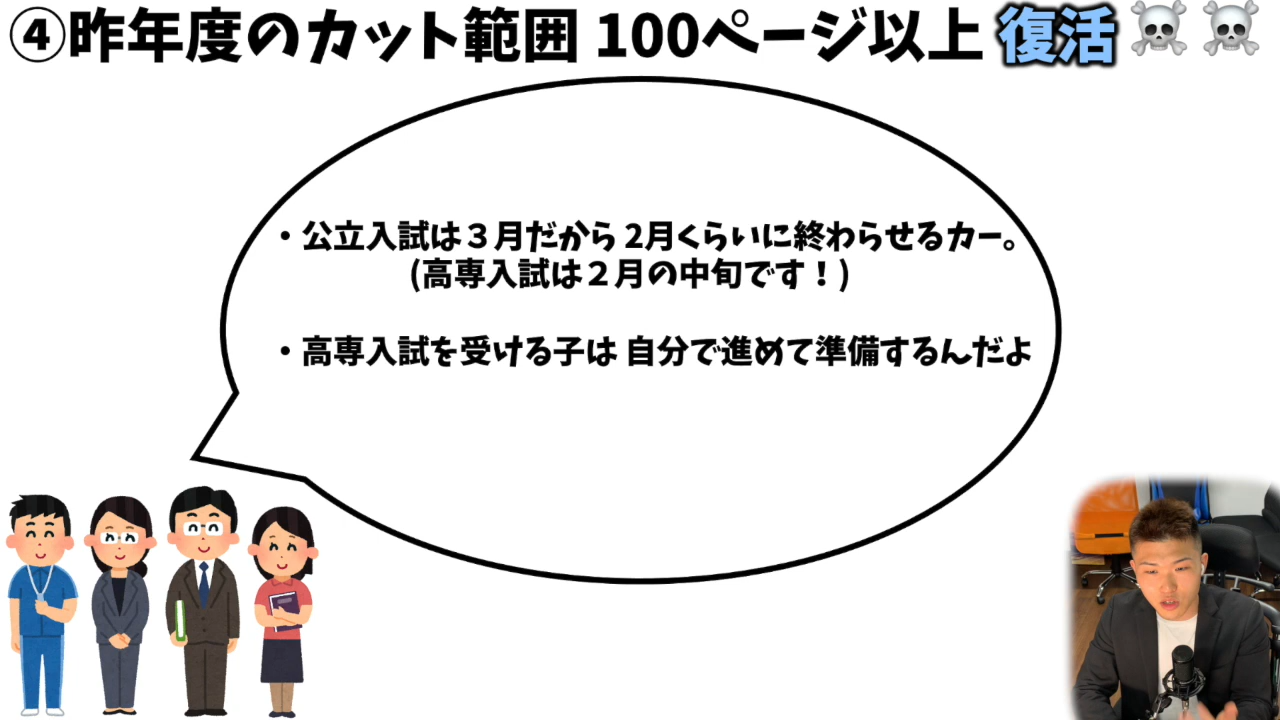 ④昨年度のカット範囲 100ページ以上 復活☠️☠️
・公立入試は３月だから 2月くらいに終わらせるカー。
(高専入試は２月の中旬です！)
・高専入試を受ける子は 自分で進めて準備するんだよ